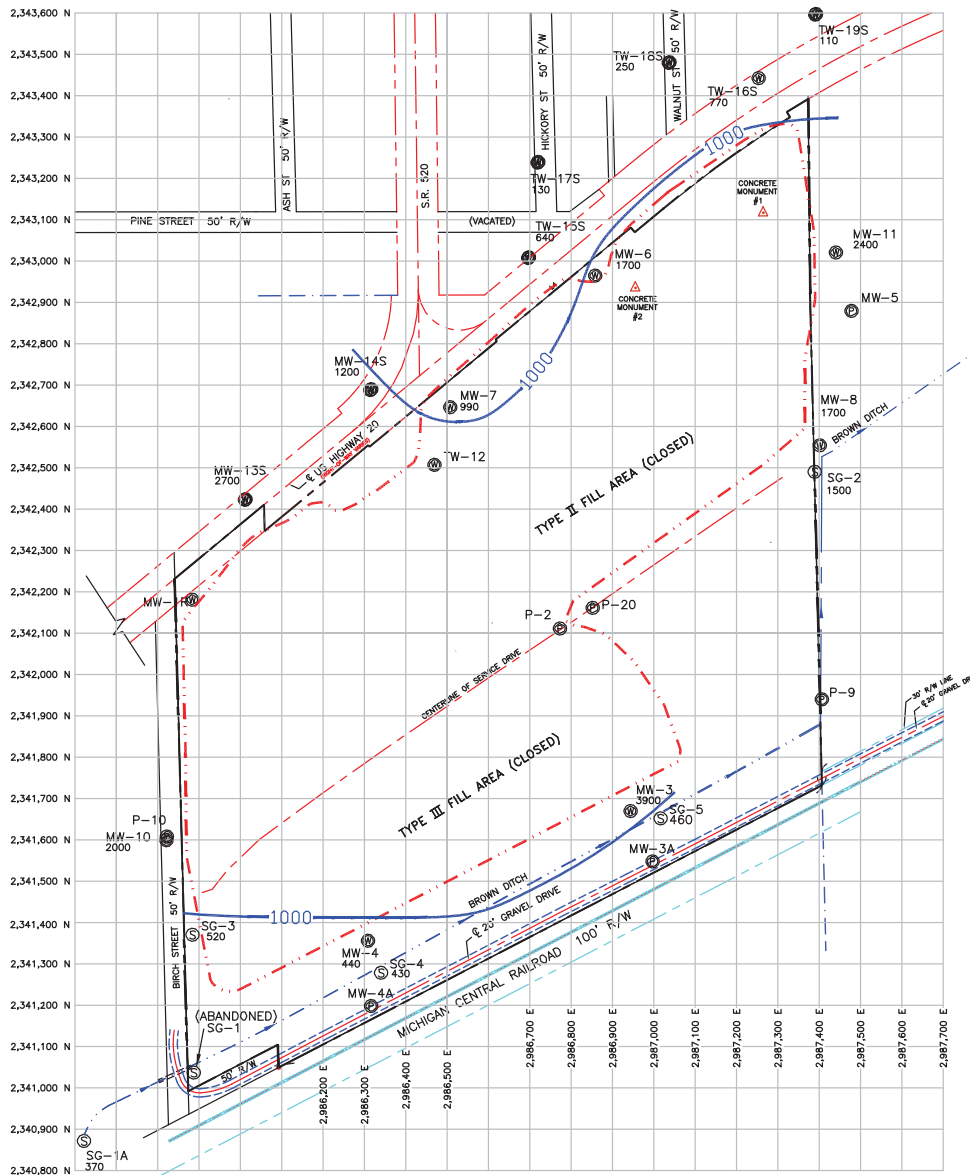 2,343,600 N
2,343,500 N
2,343,400 N
2,343,300 N
2,343,200 N
2,343,100 N
2,343,000 N
2,342,900 N
2,342,800 N
2,342,700 N
2,342,600 N
2,342,500 N
2,342,400 N
2,342,300 N
2,342,200 N
2,342,100 N
2,341,000 N
2,341,900 N
2,341,800 N
2,341,700 N
2,341,600 N
2,341,500 N
2,341,400 N
2,341,300 N
2,341,200 N
2,341,100 N
2,341,000 N
2,340,900 N
2,340,800 N
TW-19S
110
TW-18S
250
TW-16S
770
WALNUT ST 50' R/W
HICKORY ST 50' R/W
ASH ST 50' R/W
S.R. 520
TW-17S
130
PINE STREET 50' R/W
(VACATED)
TW-15S
640
1000
CONCRETE
MONUMENT
#1
MW-11
2400
MW-6
1700
CONCRETE
MONUMENT
#2
MW-5
MW-14S
1200
1000
MW-7
990
MW-8
1700
BROWN DITCH
℄ US HIGHWAY 20
TW-12
MW-13S
2700
SG-2
1500
TYPE II FILL AREA (CLOSED)
P-20
P-2
CENTERLINE OF SERVICE DRIVE
P-9
30' R/W LINE
TYPE III FILL AREA (CLOSED)
MW-3
3900
SG-5
460
P-10
MW-10
2000
MW-3A
BROWN DITCH
1000
SG-3
520
℄ 20' GRAVEL DRIVE
BIRCH STREET 50' R/W
MW-4
440
SG-4
430
MICHIGAN CENTRAL RAILROAD 100' R/W
MW-4A
(ABANDONED)
SG-1
50' R/W
SG-1A
370
2,986,200 E
2,986,300 E
2,986,400 E
2,986,500 E
2,986,700 E
2,986,800 E
2,986,900 E
2,987,000 E
2,987,100 E
2,987,200 E
2,987,300 E
2,987,400 E
2,987,500 E
2,987,600 E
2,987,700 E